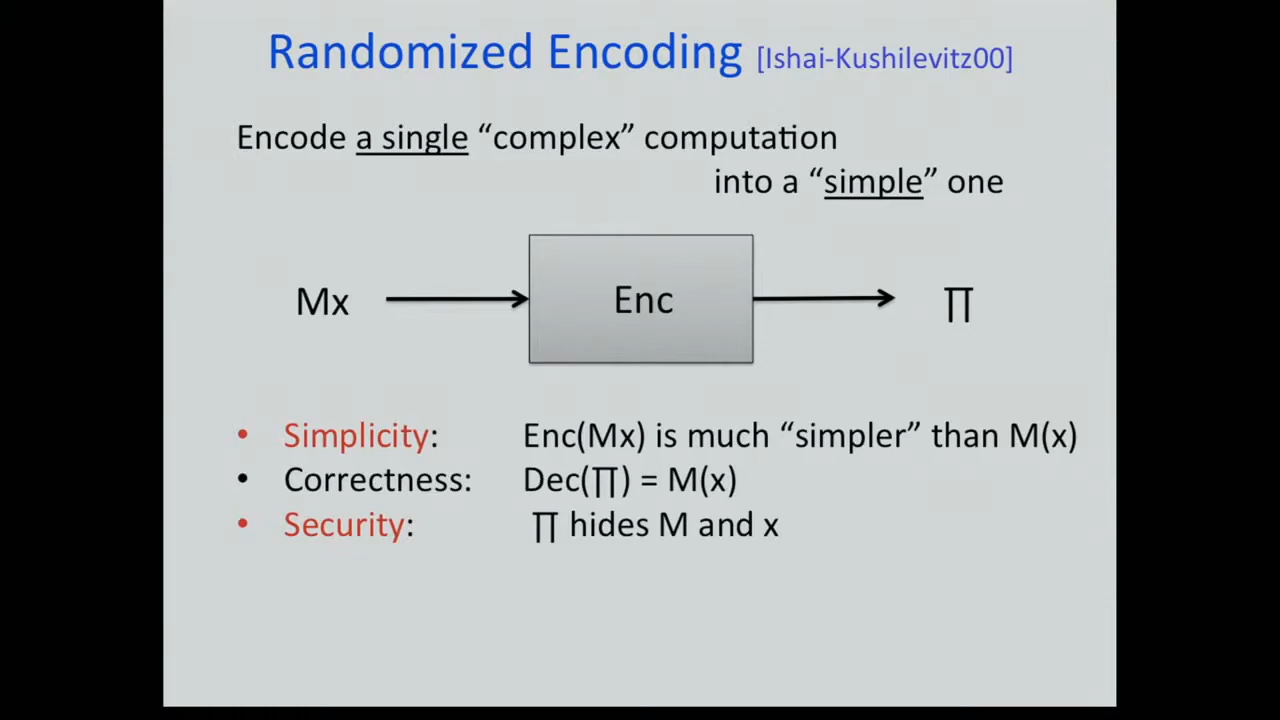 Randomized Encoding [Ishai-Kushilevitz00]
Encode a single “complex” computation
into a “simple” one
Mx
Enc
∏
• Simplicity: Enc(Mx) is much “simpler” than M(x)
• Correctness: Dec(∏) = M(x)
• Security: ∏ hides M and x